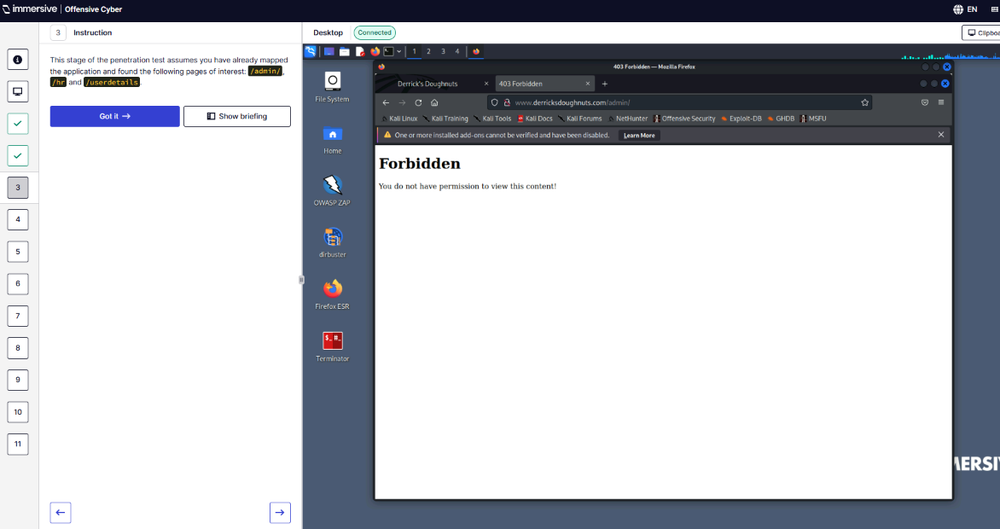 immersive | Offensive Cyber
EN
3 Instruction
This stage of the penetration test assumes you have already mapped
the application and found the following pages of interest: /admin/,
/hr and /userdetails.
Got it →
Show briefing
3
4
5
6
7
8
9
10
11
←
→
Desktop Connected
1 2 3 4
403 Forbidden — Mozilla Firefox
Derrick's Doughnuts
403 Forbidden
www.derricksdoughnuts.com/admin/
Kali Linux Kali Training Kali Tools Kali Docs Kali Forums NetHunter Offensive Security Exploit-DB GHDB MSFU
One or more installed add-ons cannot be verified and have been disabled. Learn More
Forbidden
You do not have permission to view this content!
File System
Home
OWASP ZAP
dirbuster
Firefox ESR
$_ #_
Terminator